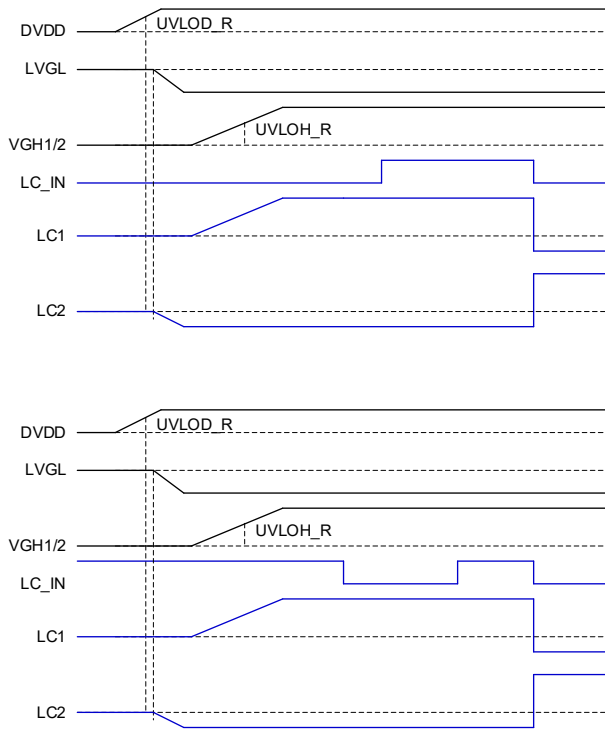 UVLOD_R
DVDD
LVGL
UVLOH_R
VGH1/2
LC_IN
LC1
LC2
UVLOD_R
DVDD
LVGL
UVLOH_R
VGH1/2
LC_IN
LC1
LC2